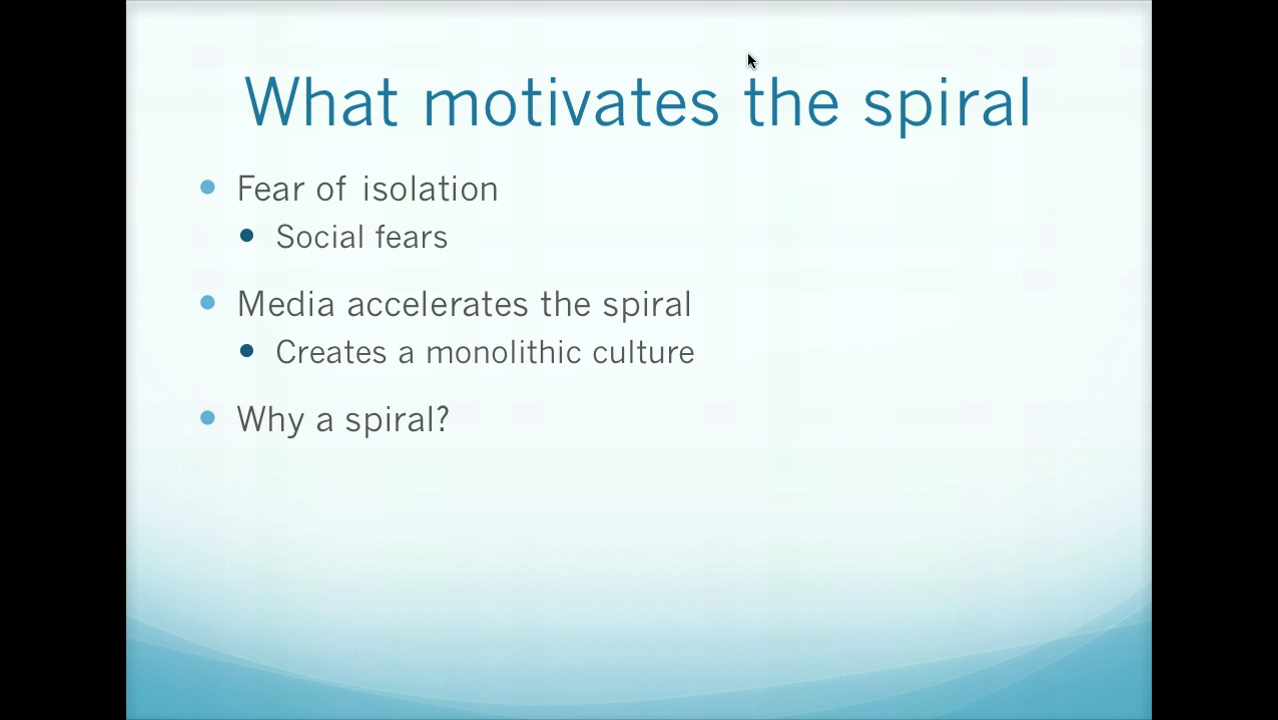 What motivates the spiral
Fear of isolation
Social fears
Media accelerates the spiral
Creates a monolithic culture
Why a spiral?